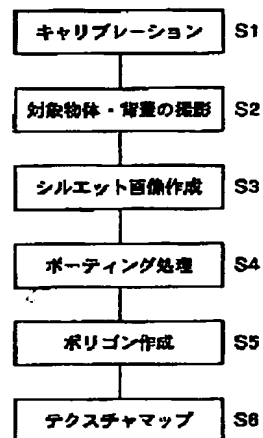 キャリブレーション S1
対象物体・背景の撮影 S2
シルエット画像作成 S3
ボーティング処理 S4
ポリゴン作成 S5
テクスチャマップ S6